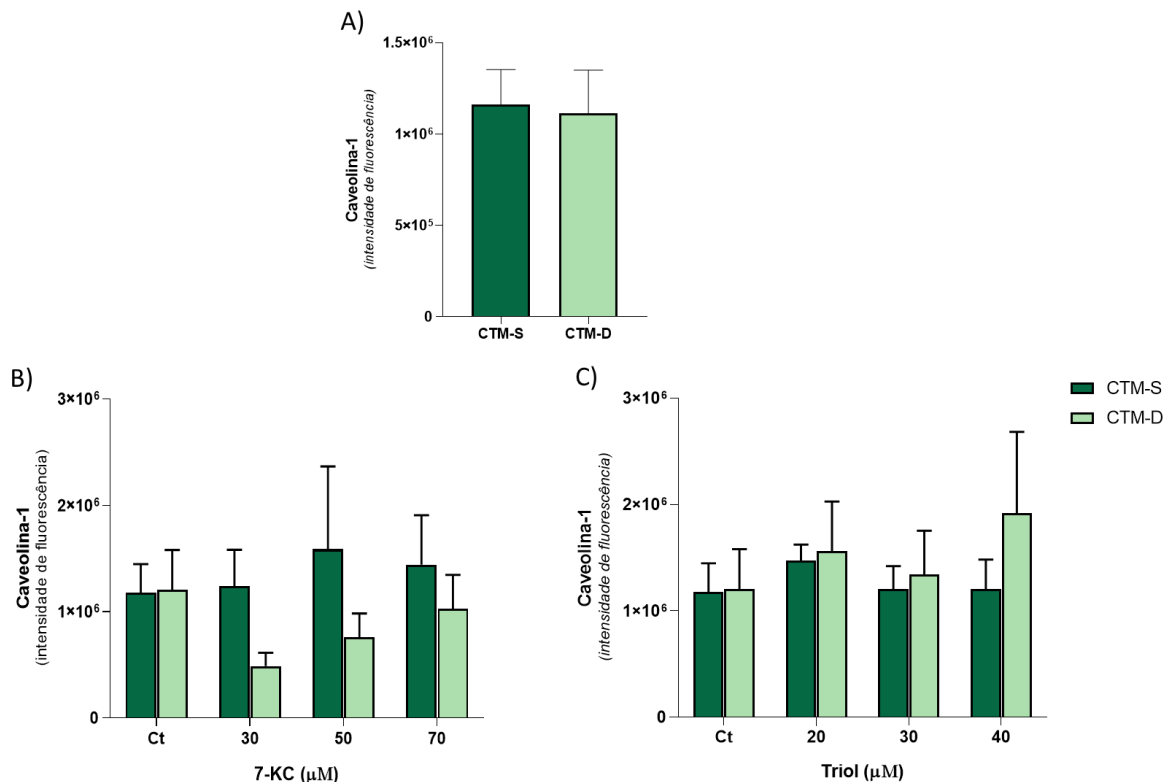 A)
Caveolina-1
(intensidade de fluorescência)
1.5×10⁶
1×10⁶
5×10⁵
0
CTM-S
CTM-D
B)
Caveolina-1
(intensidade de fluorescência)
3×10⁶
2×10⁶
1×10⁶
0
Ct
30
50
70
7-KC (μM)
C)
Caveolina-1
(intensidade de fluorescência)
3×10⁶
2×10⁶
1×10⁶
0
Ct
20
30
40
Triol (μM)
CTM-S
CTM-D